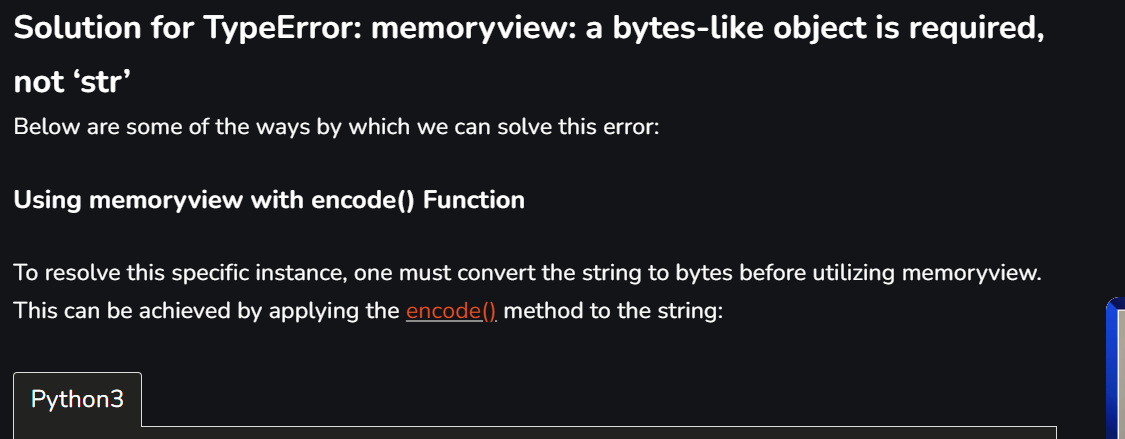 Solution for TypeError: memoryview: a bytes-like object is required,
not ‘str’
Below are some of the ways by which we can solve this error:
Using memoryview with encode() Function
To resolve this specific instance, one must convert the string to bytes before utilizing memoryview.
This can be achieved by applying the encode() method to the string:
Python3